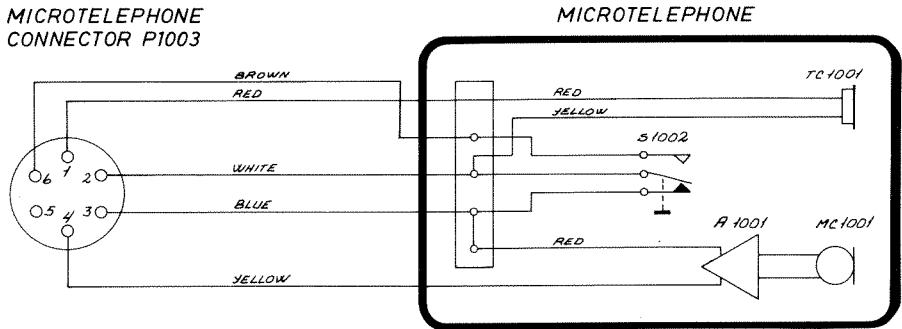 MICROTELEPHONE
CONNECTOR P1003
MICROTELEPHONE
BROWN
RED
RED
TC1001
YELLOW
S1002
1
6
2
WHITE
5
4
3
BLUE
A1001
MC1001
RED
YELLOW